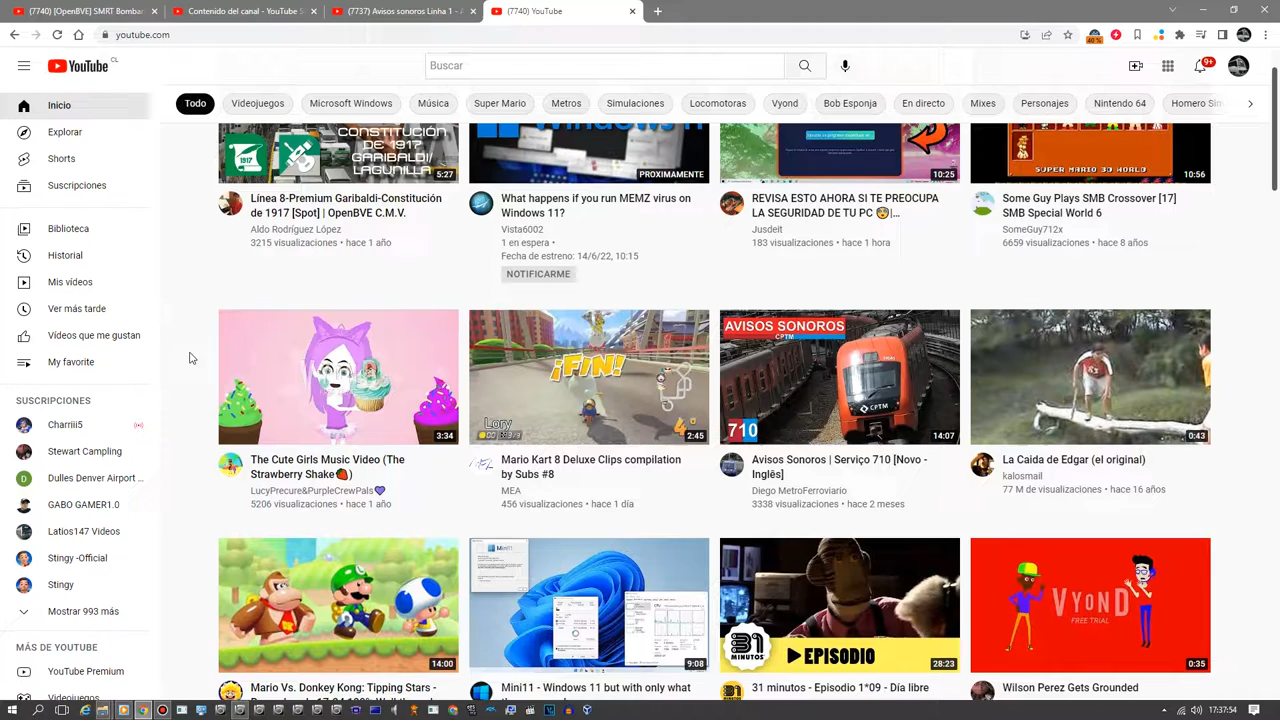 (7740) [OpenBVE] SMRT Bombar
Contenido del canal - YouTube S
(7737) Avisos sonoros Linha 1 - A
(7740) YouTube
youtube.com
40 %
YouTube CL
Buscar
9+
Inicio
Explorar
Shorts
Suscripciones
Biblioteca
Historial
Mis vídeos
Ver más tarde
me gustan
My favorite
SUSCRIPCIONES
Charriii5
Stewart Campling
Dulles Denver Airport ...
GABO GAMER1.0
Latios147 Videos
Stingy -Official
Stingy
Mostrar 993 más
MÁS DE YOUTUBE
YouTube Premium
Videojuegos
Todo
Videojuegos
Microsoft Windows
Música
Super Mario
Metros
Simulaciones
Locomotoras
Vyond
Bob Esponja
En directo
Mixes
Personajes
Nintendo 64
Homero Sim
CONSTITUCIÓN
DE 1917
GARIBALDI/
LAGUNILLA
1917
5:27
Línea Premium Garibaldi-Constitución
de 1917 [Spot] | OpenBVE C.M.V.
Aldo Rodríguez López
3215 visualizaciones • hace 1 año
PROXIMAMENTE
What happens if you run MEMZ virus on
Windows 11?
Vista6002
1 en espera •
Fecha de estreno: 14/6/22, 10:15
NOTIFICARME
10:25
REVISA ESTO AHORA SI TE PREOCUPA
LA SEGURIDAD DE TU PC 😨|...
Jusdeit
183 visualizaciones • hace 1 hora
SUPER MARIO 3D WORLD
10:56
Some Guy Plays SMB Crossover [17]
SMB Special World 6
SomeGuy712x
6659 visualizaciones • hace 8 años
3:34
The Cute Girls Music Video (The
Strawberry Shake🍓)
LucyPrecure&PurpleCrewPals💜
5206 visualizaciones • hace 1 año
¡FIN!
Lory
2:45
Mario Kart 8 Deluxe Clips compilation
by Subs #8
MEA
456 visualizaciones • hace 1 día
AVISOS SONOROS
CPTM
CPTM
710
14:07
Avisos Sonoros | Serviço 710 [Novo -
Inglês]
Diego MetroFerroviario
3338 visualizaciones • hace 2 meses
0:43
La Caida de Edgar (el original)
kalosmail
77 M de visualizaciones • hace 16 años
14:00
Mario Vs. Donkey Kong: Tipping Stars -
Mini11
9:08
Mini11 - Windows 11 but with only what
31
MINUTOS
EPISODIO
28:23
31 minutos - Episodio 1*09 - Día libre
VYOND
FREE TRIAL
0:35
Wilson Perez Gets Grounded
17:37:54